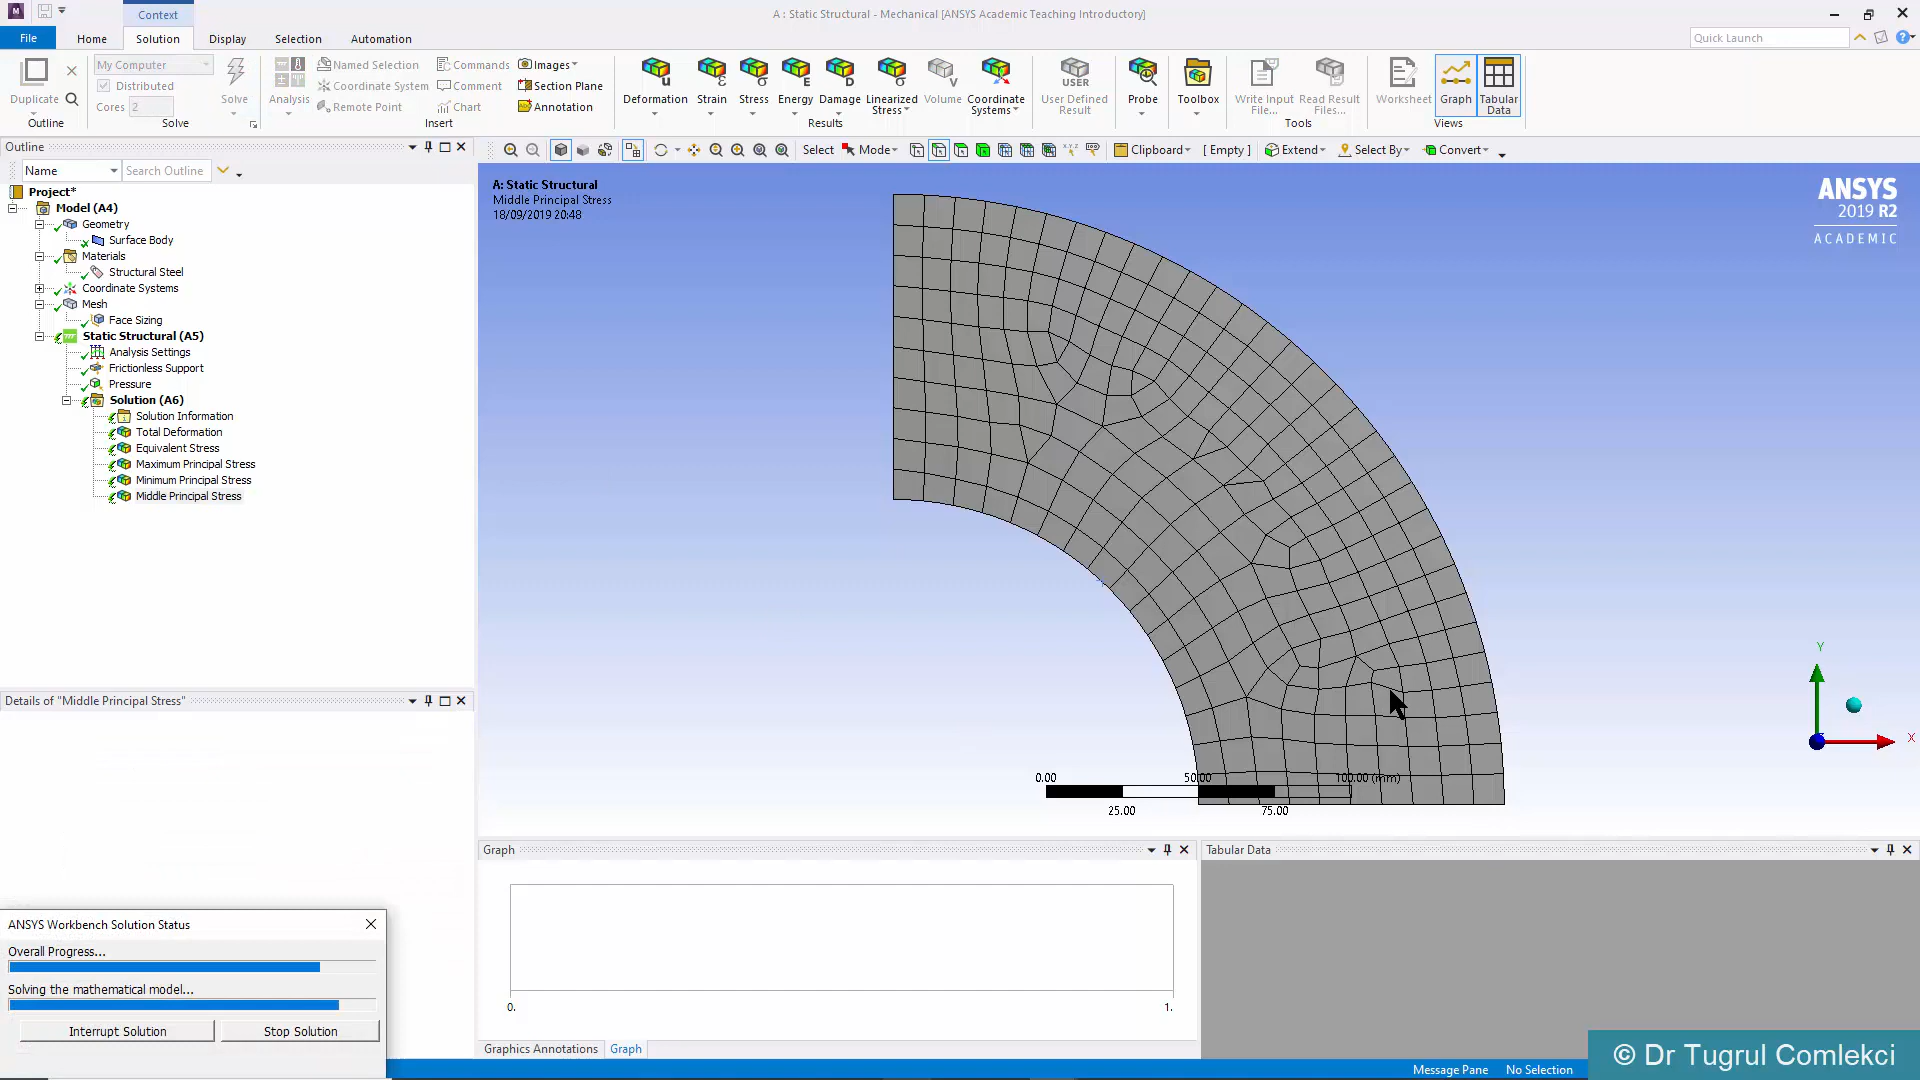 Context
A : Static Structural - Mechanical [ANSYS Academic Teaching Introductory]
File
Home
Solution
Display
Selection
Automation
Quick Launch
Duplicate
Outline
My Computer
Distributed
Cores 2
Solve
Solve
Analysis
Named Selection
Coordinate System
Remote Point
Commands
Comment
Chart
Images
Section Plane
Annotation
Insert
Deformation
Strain
Stress
Energy
Damage
Linearized Stress
Volume
Coordinate Systems
Results
User Defined Result
Probe
Toolbox
Write Input File...
Read Result Files...
Tools
Worksheet
Graph
Tabular Data
Views
Select
Mode
Clipboard
[ Empty ]
Extend
Select By
Convert
Outline
Name
Search Outline
Project*
Model (A4)
Geometry
Surface Body
Materials
Structural Steel
Coordinate Systems
Mesh
Face Sizing
Static Structural (A5)
Analysis Settings
Frictionless Support
Pressure
Solution (A6)
Solution Information
Total Deformation
Equivalent Stress
Maximum Principal Stress
Minimum Principal Stress
Middle Principal Stress
A: Static Structural
Middle Principal Stress
18/09/2019 20:48
ANSYS
2019 R2
ACADEMIC
Y
X
0.00
50.00
100.00 (mm)
25.00
75.00
Details of "Middle Principal Stress"
ANSYS Workbench Solution Status
Overall Progress...
Solving the mathematical model...
Interrupt Solution
Stop Solution
Graph
0.
1.
Graphics Annotations
Graph
Tabular Data
Message Pane
No Selection
© Dr Tugrul Comlekci